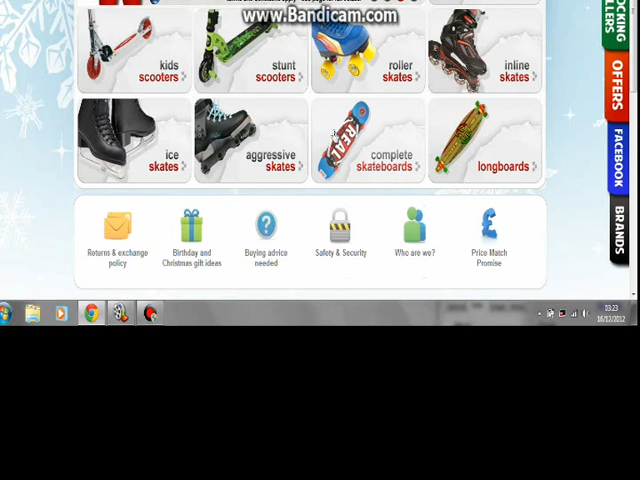 www.Bandicam.com
kids
scooters
stunt
scooters
roller
skates
inline
skates
ice
skates
aggressive
skates
REAL
complete
skateboards
longboards
Returns & exchange
policy
Birthday and
Christmas gift ideas
Buying advice
needed
Safety & Security
Who are we?
Price Match
Promise
OFFERS
FACEBOOK
BRANDS
03:23
16/12/2012